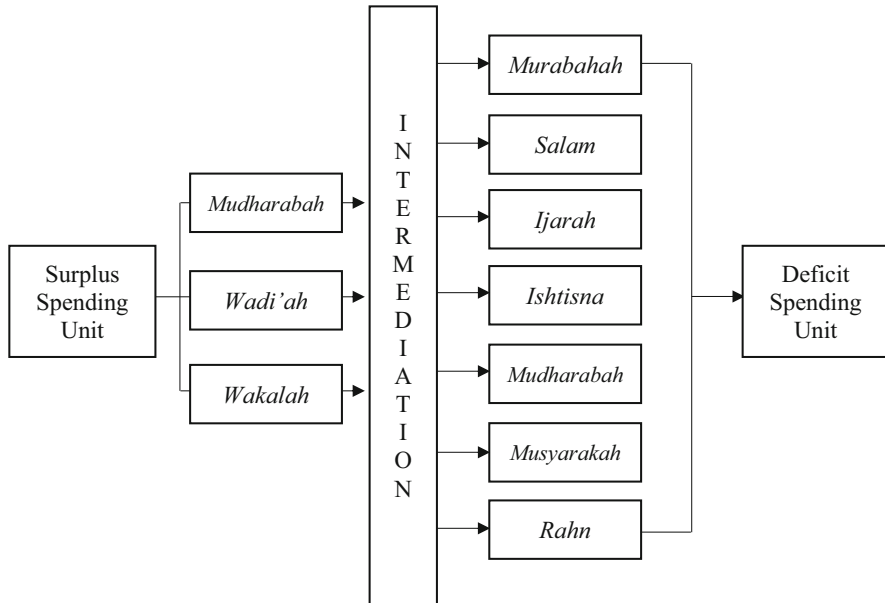 Surplus
Spending
Unit
Mudharabah
Wadi’ah
Wakalah
I
N
T
E
R
M
E
D
I
A
T
I
O
N
Murabahah
Salam
Ijarah
Ishtisna
Mudharabah
Musyarakah
Rahn
Deficit
Spending
Unit